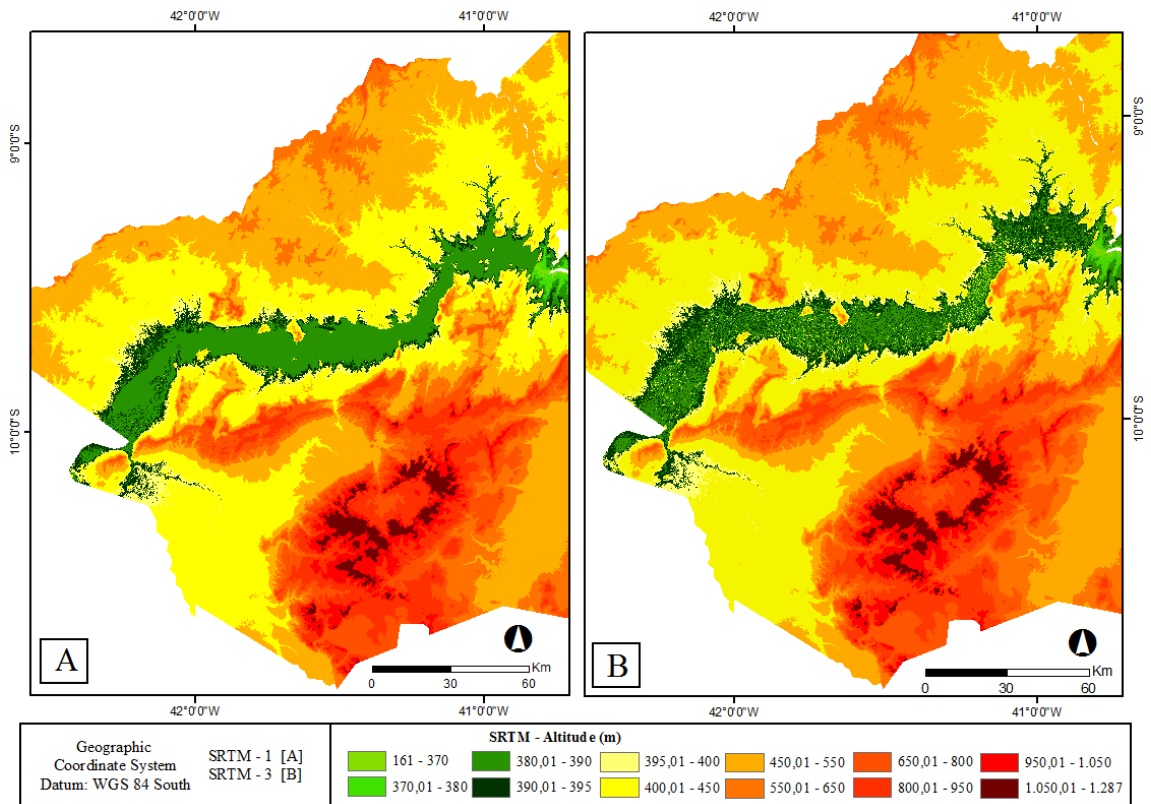 42°0'0"W
41°0'0"W
42°0'0"W
41°0'0"W
9°0'0"S
10°0'0"S
9°0'0"S
10°0'0"S
A
Km
0 30 60
B
Km
0 30 60
42°0'0"W
41°0'0"W
42°0'0"W
41°0'0"W
Geographic
Coordinate System
Datum: WGS 84 South
SRTM - 1 [A]
SRTM - 3 [B]
SRTM - Altitude (m)
161 - 370
380,01 - 390
395,01 - 400
450,01 - 550
650,01 - 800
950,01 - 1.050
370,01 - 380
390,01 - 395
400,01 - 450
550,01 - 650
800,01 - 950
1.050,01 - 1.287